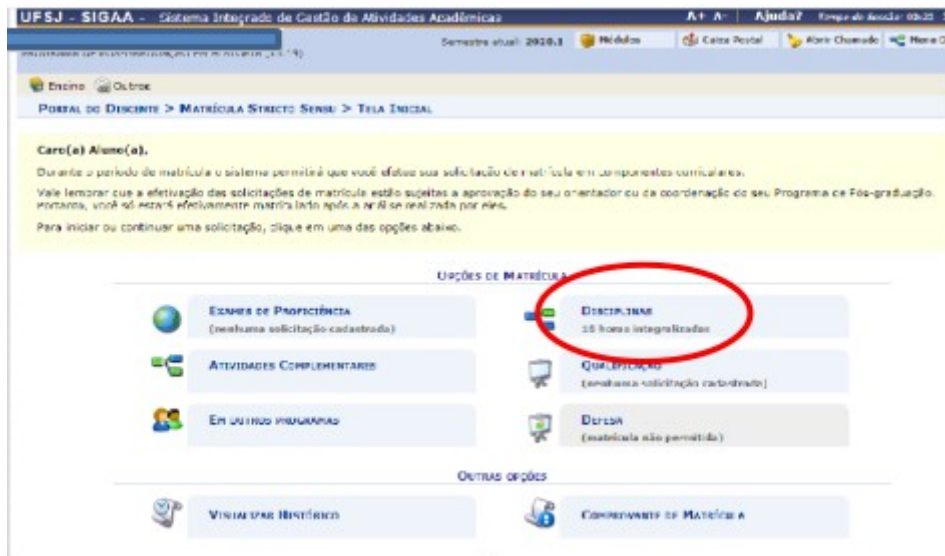 UFSJ - SIGAA - Sistema Integrado de Gestão de Atividades Acadêmicas A+ A- Ajuda? Tempo de Sessão:
Semestre atual: 2020.1 Módulos Caixa Postal Abrir Chamado Menu D
Ensino Outros
PORTAL DO DISCENTE > MATRÍCULA STRICTO SENSU > TELA INICIAL
Caro(a) Aluno(a),
Durante o período de matrícula o sistema permitirá que você efetue sua solicitação de matrícula em componentes curriculares.
Vale lembrar que a efetivação das solicitações de matrícula estão sujeitas a aprovação do seu orientador ou da coordenação do seu Programa de Pós-graduação.
Portanto, você só estará efetivamente matriculado após a análise realizada por eles.
Para iniciar ou continuar uma solicitação, clique em uma das opções abaixo.
OPÇÕES DE MATRÍCULA
EXAMES DE PROFICIÊNCIA
(nenhuma solicitação cadastrada)
DISCIPLINAS
horas integralizadas
ATIVIDADES COMPLEMENTARES
QUALIFICAÇÃO
(nenhuma solicitação cadastrada)
EM OUTROS PROGRAMAS
DEFESA
(matrícula não permitida)
OUTRAS OPÇÕES
VISUALIZAR HISTÓRICO
COMPROVANTE DE MATRÍCULA